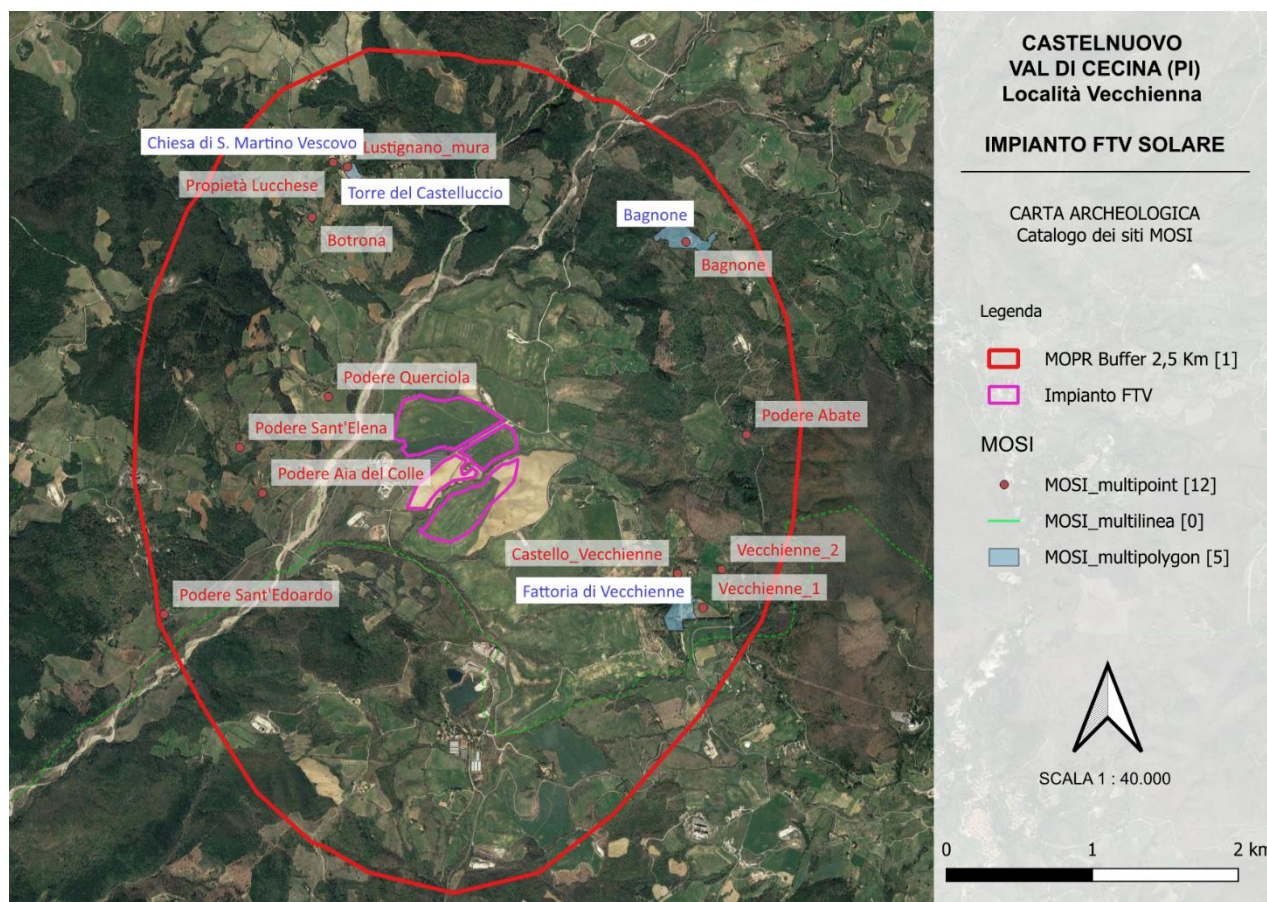 Chiesa di S. Martino Vescovo
Lustignano_mura
Propietà Lucchese
Torre del Castelluccio
Botrona
Bagnone
Bagnone
Podere Querciola
Podere Sant'Elena
Podere Abate
Podere Aia del Colle
Castello_Vecchienne
Vecchienne_2
Fattoria di Vecchienne
Vecchienne_1
Podere Sant'Edoardo
CASTELNUOVO
VAL DI CECINA (PI)
Località Vecchienna
IMPIANTO FTV SOLARE
CARTA ARCHEOLOGICA
Catalogo dei siti MOSI
Legenda
MOPR Buffer 2,5 Km [1]
Impianto FTV
MOSI
MOSI_multipoint [12]
MOSI_multilinea [0]
MOSI_multipolygon [5]
SCALA 1 : 40.000
0 1 2 km